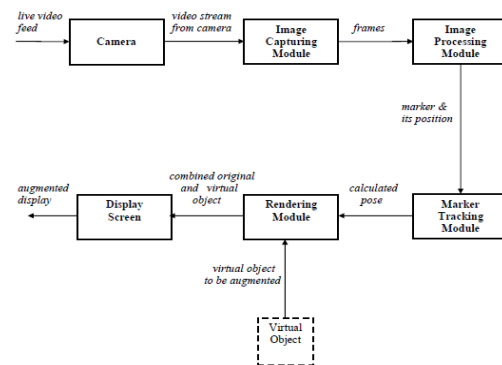 live video
feed
Camera
video stream
from camera
Image
Capturing
Module
frames
Image
Processing
Module
marker &
its position
augmented
display
Display
Screen
combined original
and virtual
object
Rendering
Module
calculated
pose
Marker
Tracking
Module
virtual object
to be augmented
Virtual
Object